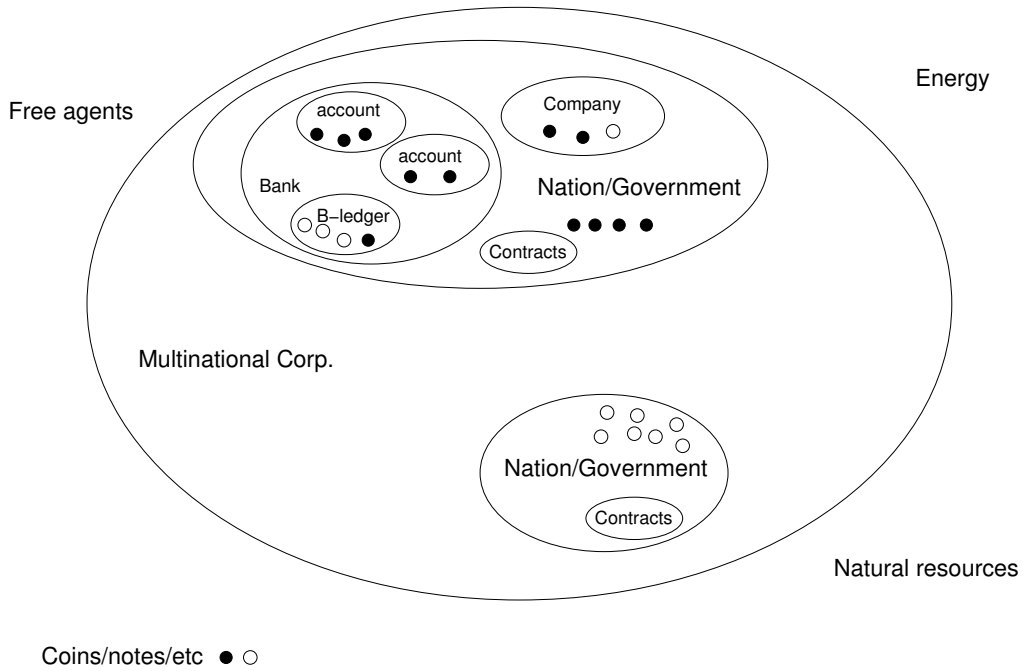 Energy
Free agents
account
Company
account
Bank
Nation/Government
B–ledger
Contracts
Multinational Corp.
Nation/Government
Contracts
Natural resources
Coins/notes/etc